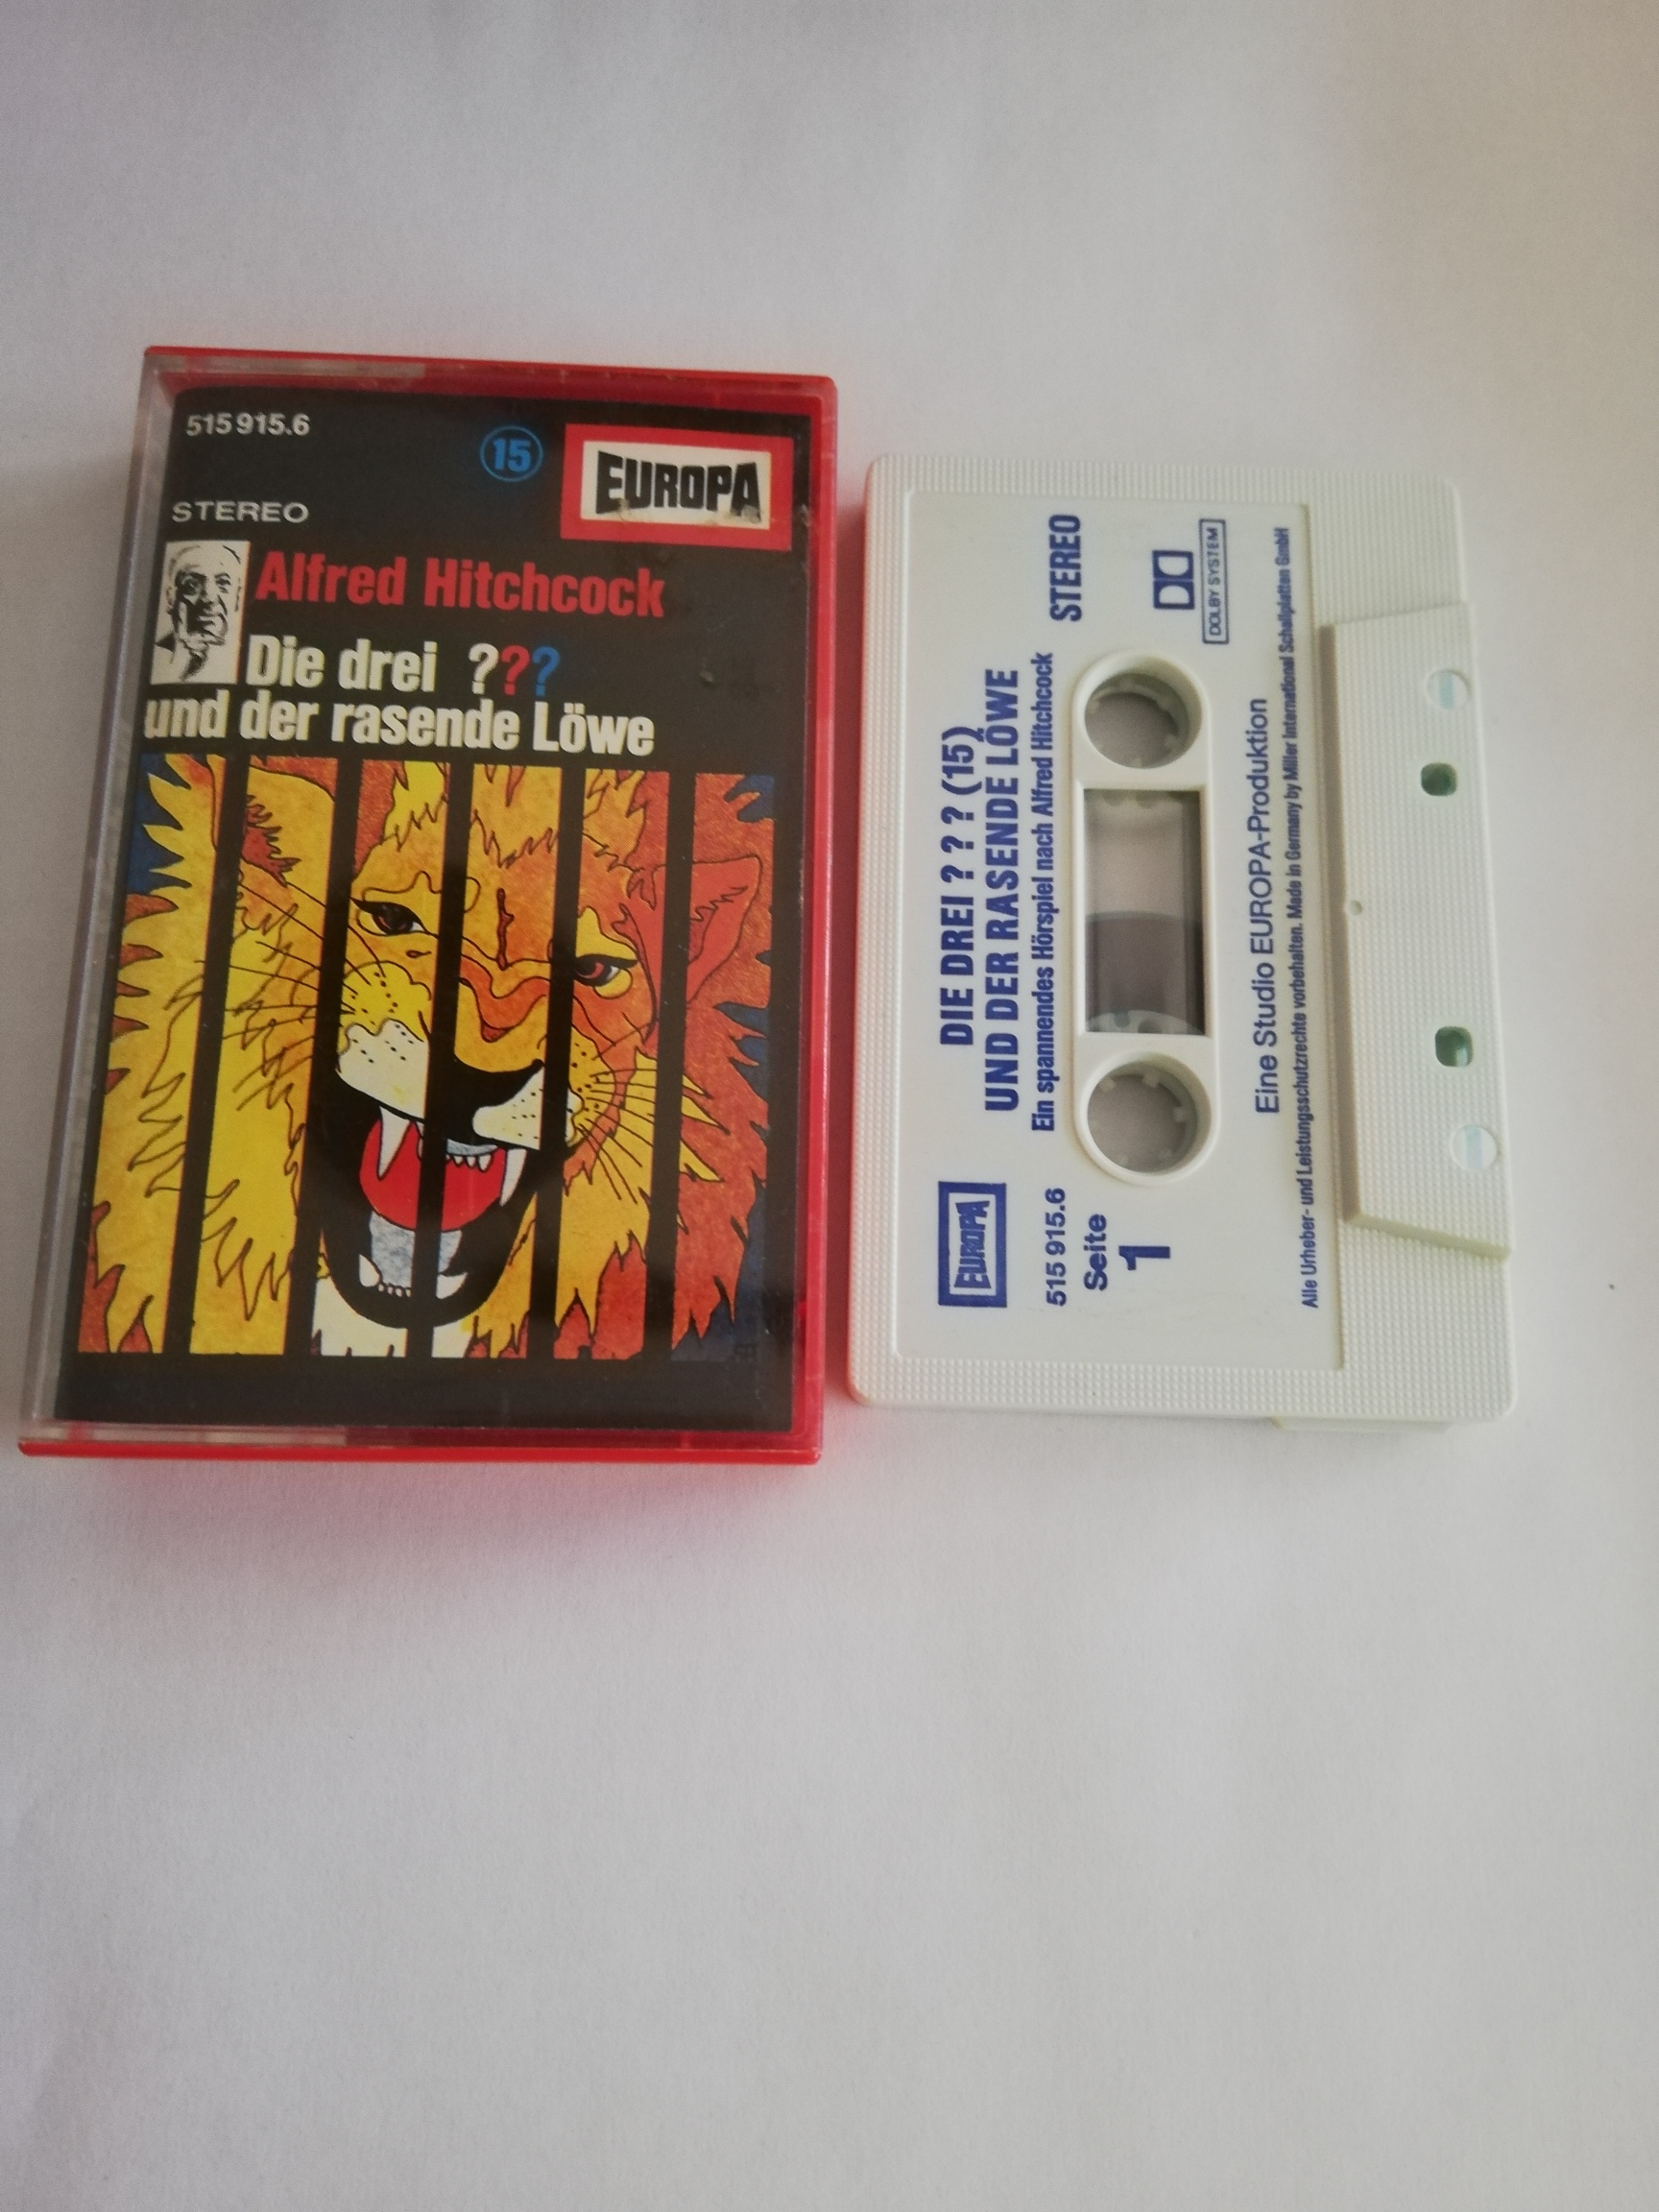 515 915.6
15
EUROPA
STEREO
Alfred Hitchcock
Die drei ???
und der rasende Löwe
DIE DREI ? ? ? (15)
UND DER RASENDE LÖWE
Ein spannendes Hörspiel nach Alfred Hitchcock
STEREO
EUROPA
515 915.6
Seite
1
DOLBY SYSTEM
Eine Studio EUROPA-Produktion
Alle Urheber- und Leistungsschutzrechte vorbehalten. Made in Germany by Miller International Schallplatten GmbH